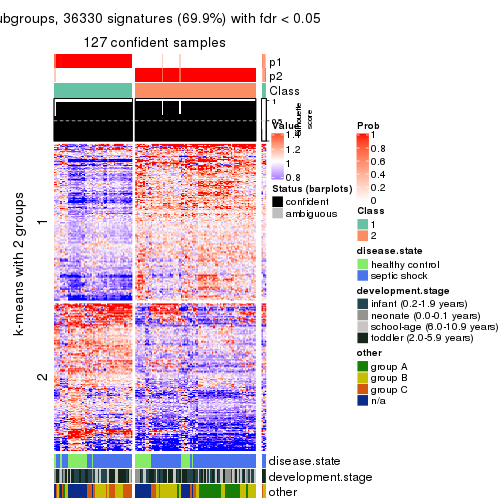 ubgroups, 36330 signatures (69.9%) with fdr < 0.05
127 confident samples
p1
p2
Class
1
0.5
Silhouette
score
k-means with 2 groups
1
2
disease.state
development.stage
other
Value
1.4
1.2
1
0.8
Status (barplots)
confident
ambiguous
Prob
1
0.8
0.6
0.4
0.2
0
Class
1
2
disease.state
healthy control
septic shock
development.stage
infant (0.2-1.9 years)
neonate (0.0-0.1 years)
school-age (6.0-10.9 years)
toddler (2.0-5.9 years)
other
group A
group B
group C
n/a